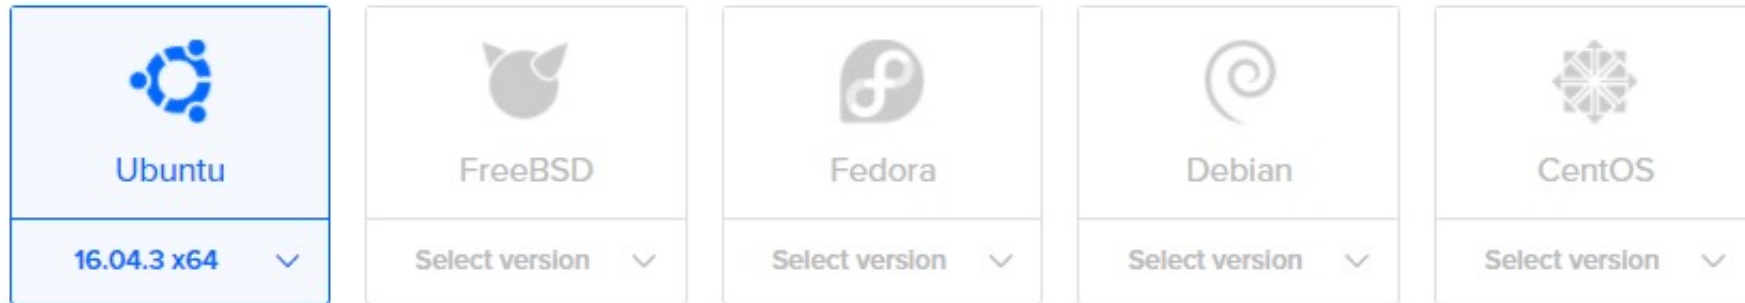 Ubuntu
FreeBSD
Fedora
Debian
CentOS
16.04.3 x64
Select version
Select version
Select version
Select version